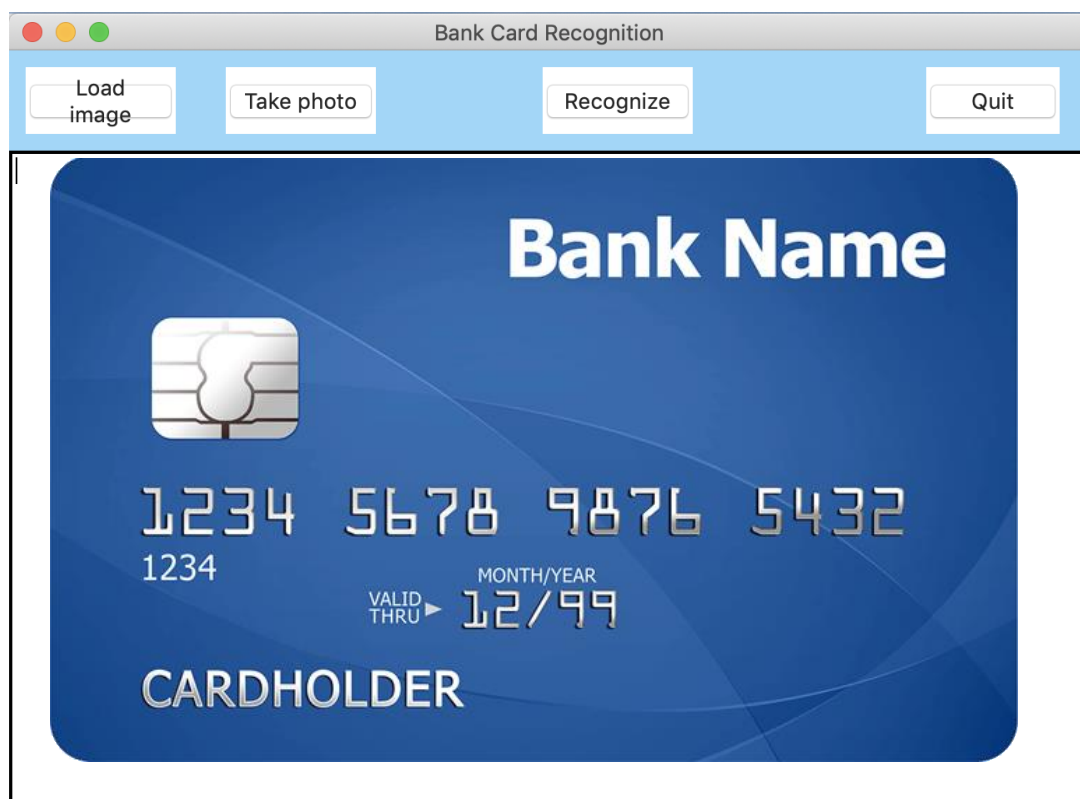 Bank Card Recognition
Load image
Take photo
Recognize
Quit
Bank Name
1234 5678 9876 5432
1234
MONTH/YEAR
VALID THRU 12/99
CARDHOLDER